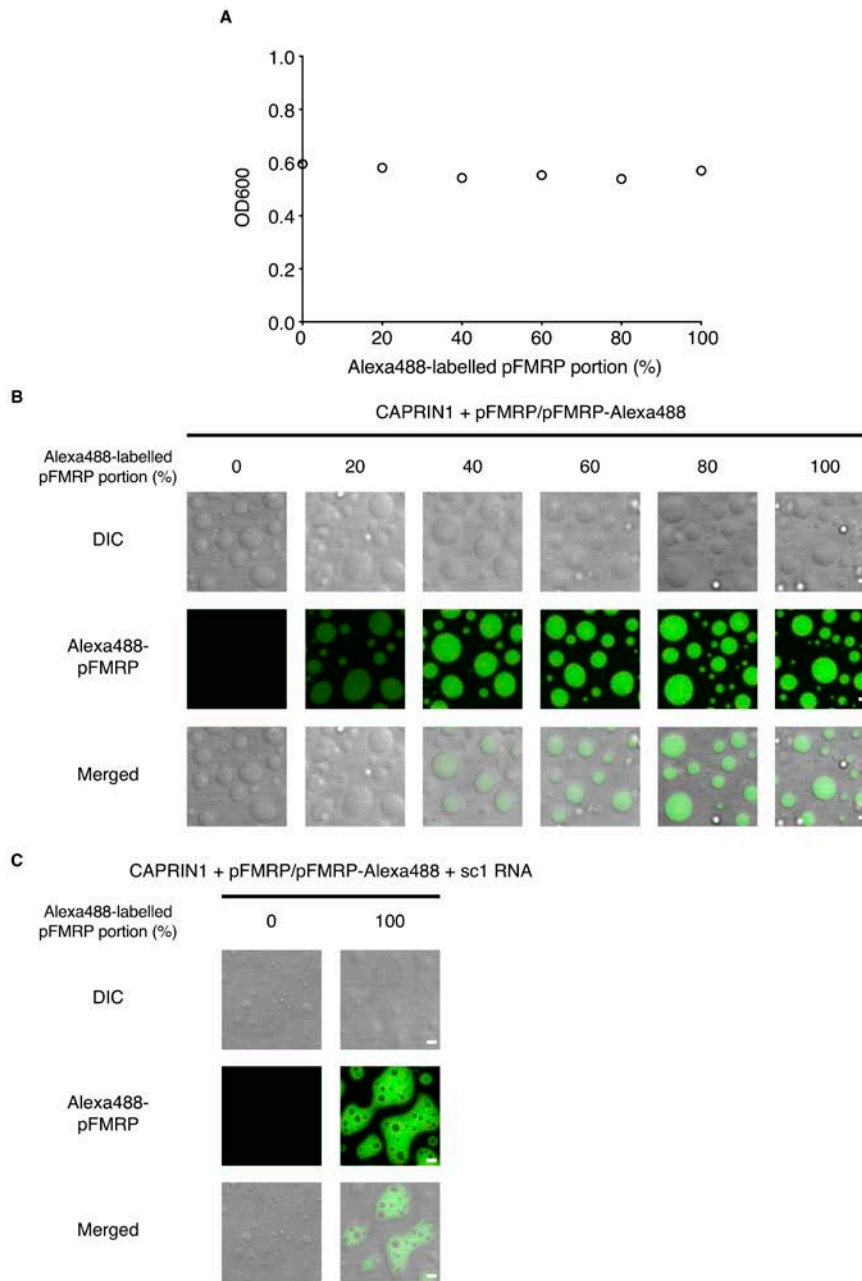 A
1.0
0.8
0.6
0.4
0.2
0.0
OD600
0 20 40 60 80 100
Alexa488-labelled pFMRP portion (%)
B
CAPRIN1 + pFMRP/pFMRP-Alexa488
Alexa488-labelled
pFMRP portion (%)
0 20 40 60 80 100
DIC
Alexa488-
pFMRP
Merged
C
CAPRIN1 + pFMRP/pFMRP-Alexa488 + sc1 RNA
Alexa488-labelled
pFMRP portion (%)
0 100
DIC
Alexa488-
pFMRP
Merged